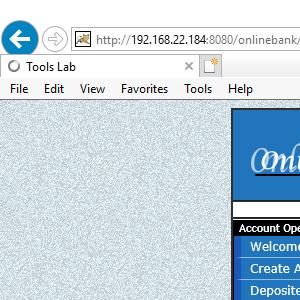 http://192.168.22.184:8080/onlinebank/
Tools Lab
File Edit View Favorites Tools Help
Account Ope
Welcome
Create A
Deposite